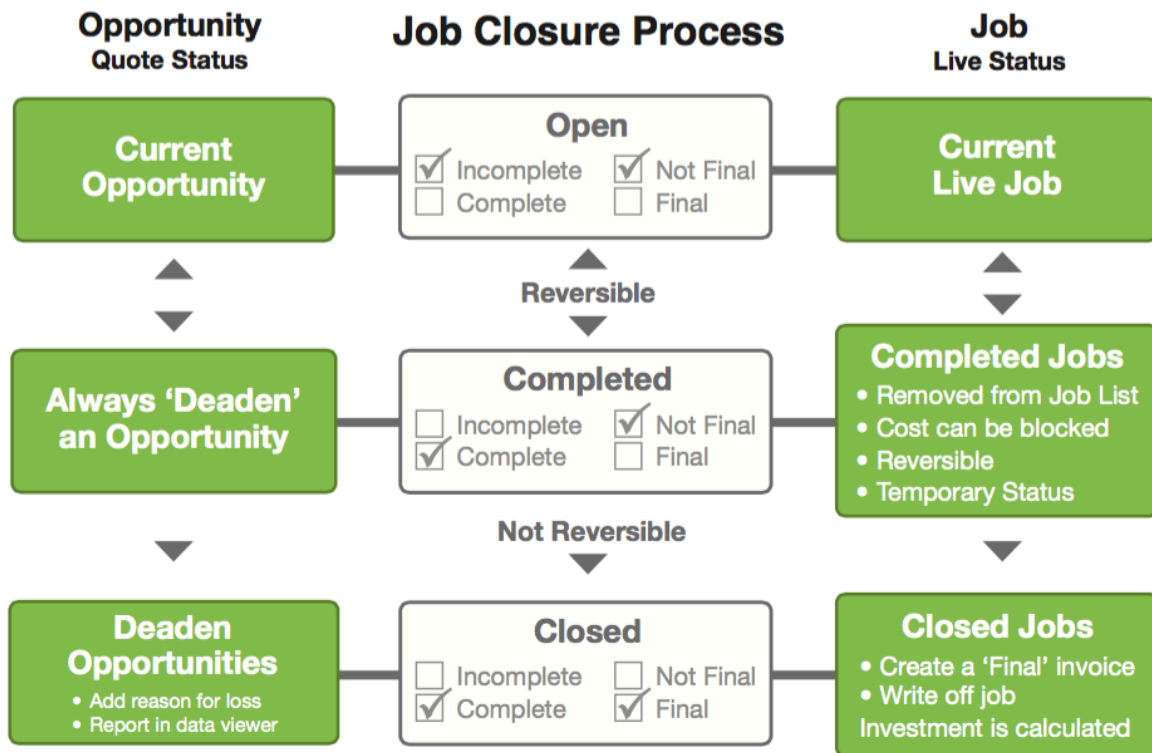 Opportunity
Quote Status
Job Closure Process
Job
Live Status
Current
Opportunity
Open
Incomplete Not Final
Complete Final
Current
Live Job
Reversible
Always ‘Deaden’
an Opportunity
Completed
Incomplete Not Final
Complete Final
Completed Jobs
• Removed from Job List
• Cost can be blocked
• Reversible
• Temporary Status
Not Reversible
Deaden
Opportunities
• Add reason for loss
• Report in data viewer
Closed
Incomplete Not Final
Complete Final
Closed Jobs
• Create a ‘Final’ invoice
• Write off job
Investment is calculated